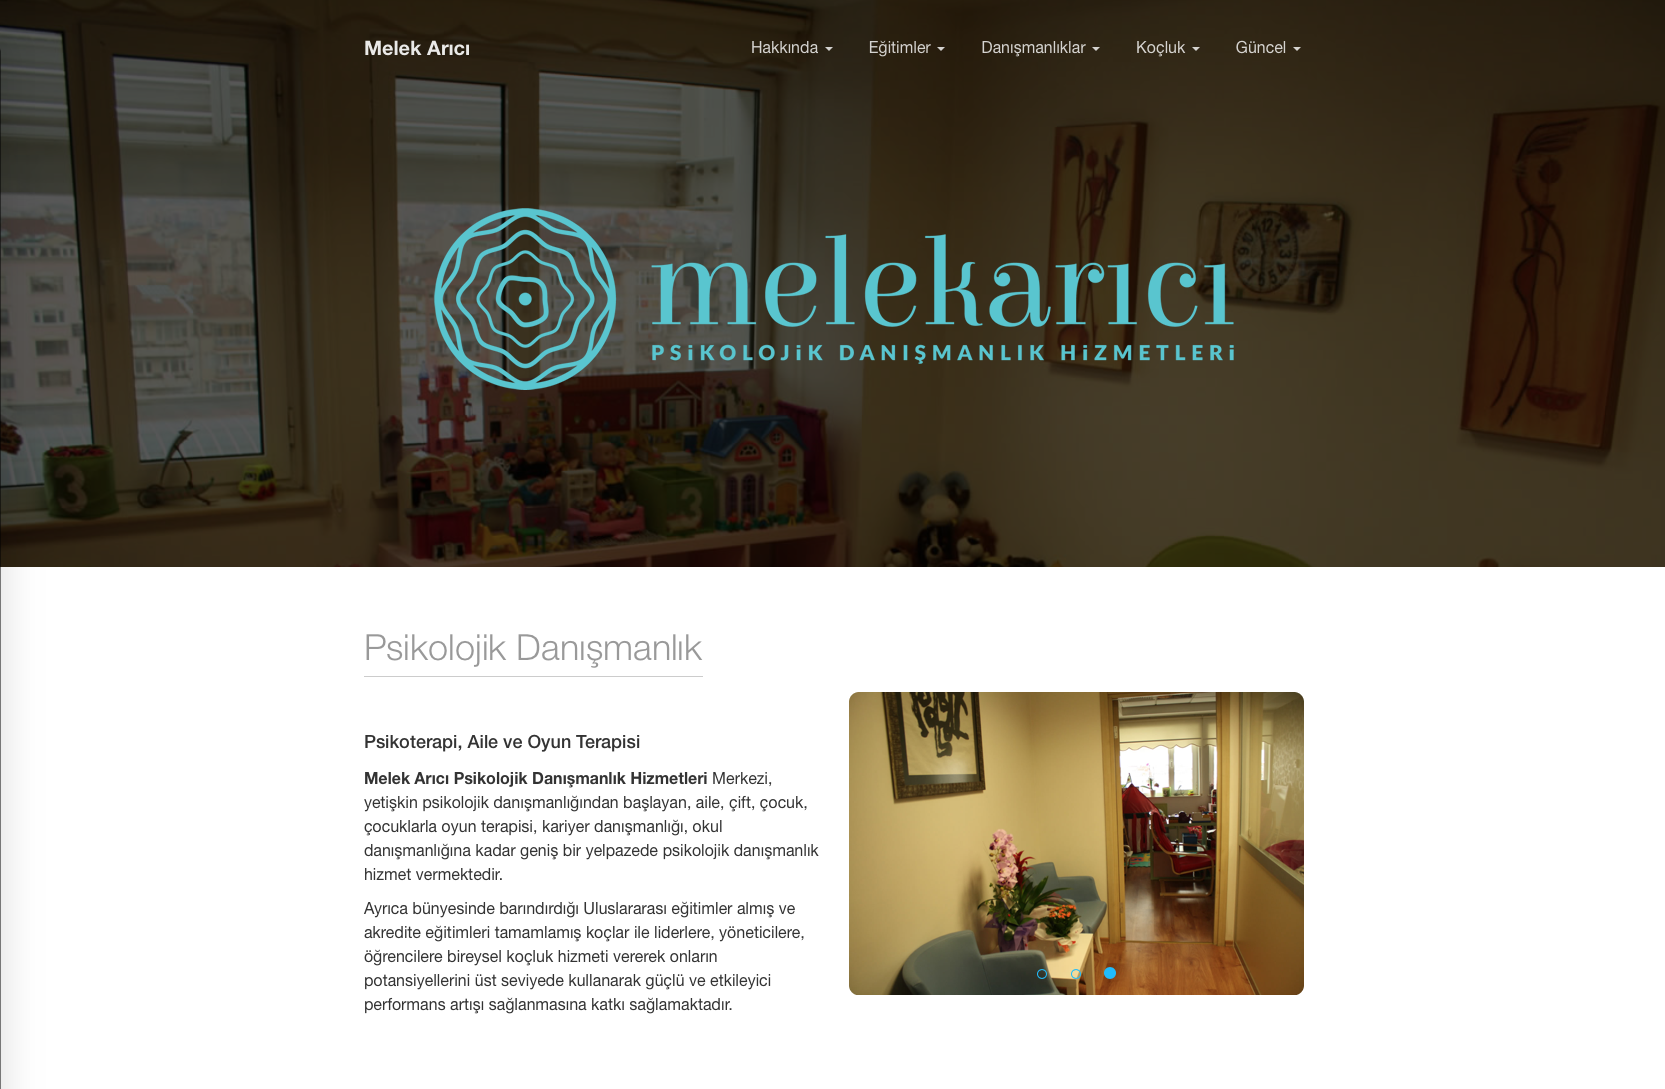 Melek Arıcı
Hakkında
Eğitimler
Danışmanlıklar
Koçluk
Güncel
melekarıcı
PSiKOLOJiK DANIŞMANLIK HiZMETLERi
3
3
Psikolojik Danışmanlık
Psikoterapi, Aile ve Oyun Terapisi
Melek Arıcı Psikolojik Danışmanlık Hizmetleri Merkezi,
yetişkin psikolojik danışmanlığından başlayan, aile, çift, çocuk,
çocuklarla oyun terapisi, kariyer danışmanlığı, okul
danışmanlığına kadar geniş bir yelpazede psikolojik danışmanlık
hizmet vermektedir.
Ayrıca bünyesinde barındırdığı Uluslararası eğitimler almış ve
akredite eğitimleri tamamlamış koçlar ile liderlere, yöneticilere,
öğrencilere bireysel koçluk hizmeti vererek onların
potansiyellerini üst seviyede kullanarak güçlü ve etkileyici
performans artışı sağlanmasına katkı sağlamaktadır.